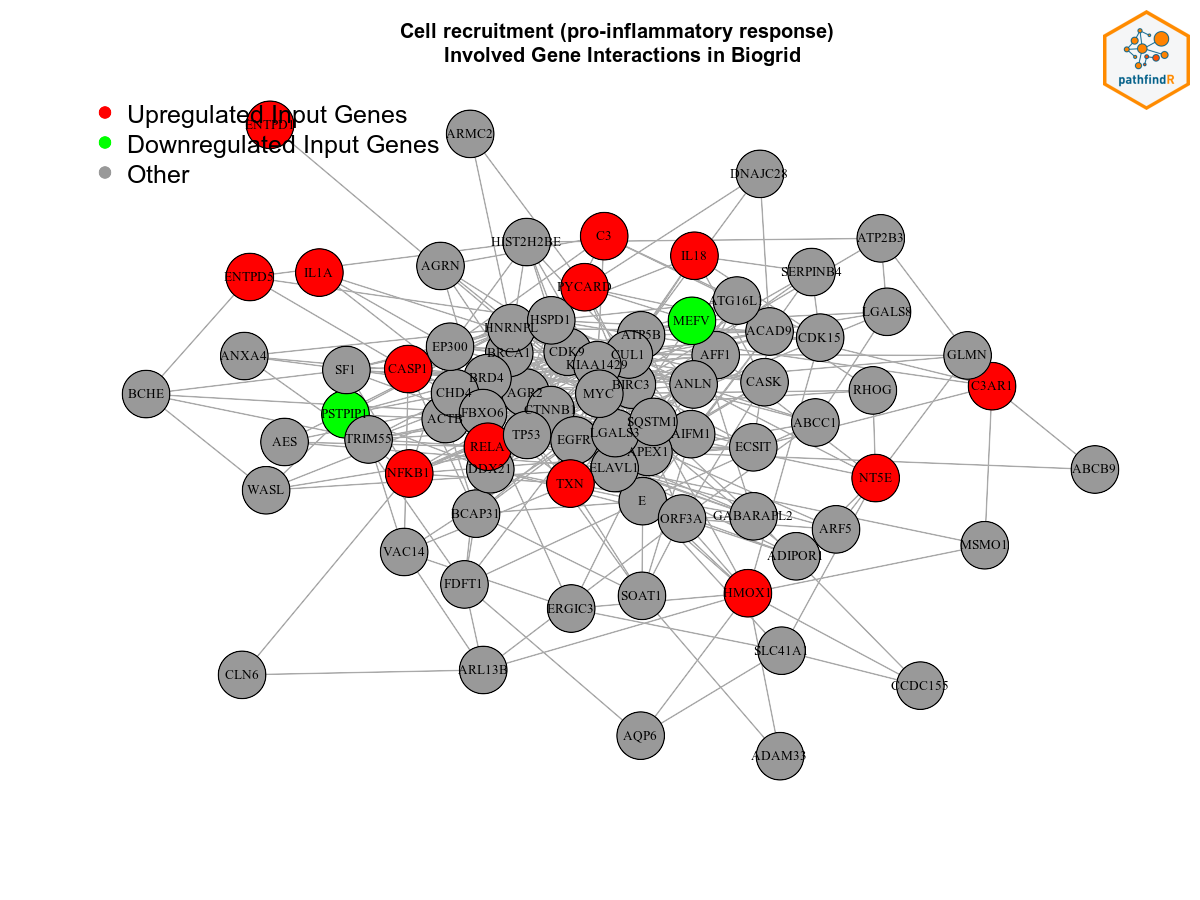 Cell recruitment (pro-inflammatory response)
Involved Gene Interactions in Biogrid
pathfindR
Upregulated Input Genes
Downregulated Input Genes
Other
ENTPD1
ARMC2
DNAJC28
HIST2H2BE
C3
ATP2B3
IL18
AGRN
ENTPD5
IL1A
SERPINB4
PYCARD
ATG16L
LGALS8
MEFV
HSPD1
HNRNPL
ACAD9
ATP5B
CDK15
EP300
BRCA1
CDK9
CUL1
AFF1
GLMN
ANXA4
KIAA1429
SF1
CASP1
BRD4
BIRC3
ANLN
CASK
C3AR1
RHOG
BCHE
CHD4
AGR2
MYC
CTNNB1
PSTPIP1
FBXO6
ACTB
SQSTM1
ABCC1
AES
TRIM55
TP53
EGFR
LGALS3
AIFM1
RELA
ECSIT
APEX1
DDX21
ELAVL1
ABCB9
NFKB1
NT5E
TXN
WASL
E
BCAP31
ORF3A
GABARAPL2
ARF5
VAC14
MSMO1
ADIPOR1
FDFT1
HMOX1
SOAT1
ERGIC3
SLC41A1
ARL13B
CLN6
CCDC155
AQP6
ADAM33